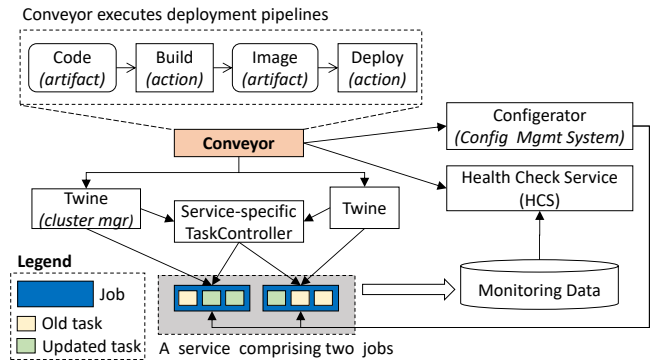 Conveyor executes deployment pipelines
Code
(artifact)
Build
(action)
Image
(artifact)
Deploy
(action)
Conveyor
Configerator
(Config Mgmt System)
Health Check Service
(HCS)
Twine
(cluster mgr)
Service-specific
TaskController
Twine
Monitoring Data
Legend
Job
Old task
Updated task
A service comprising two jobs